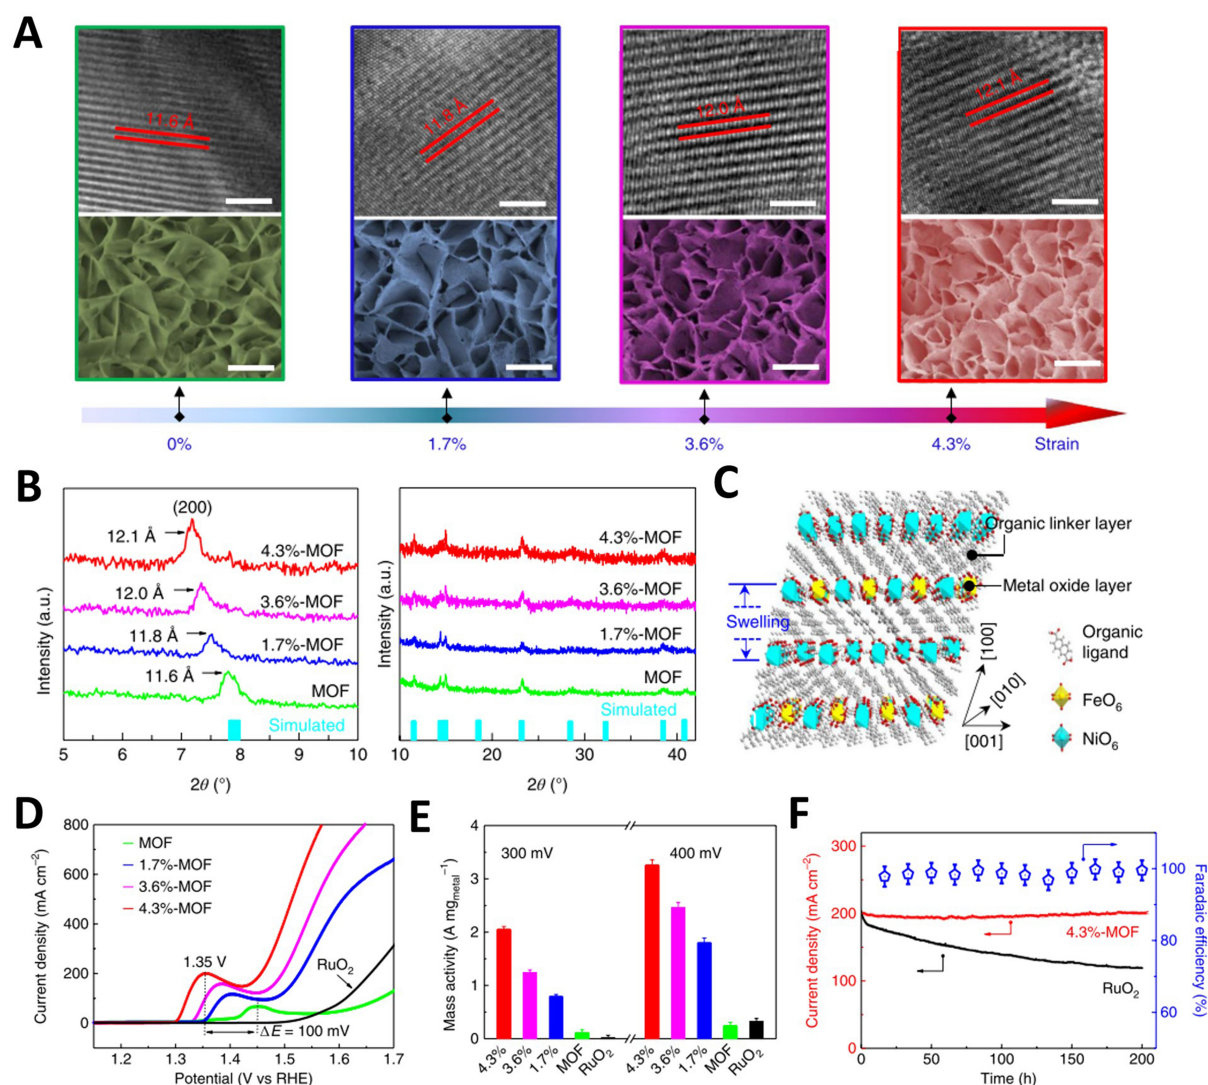 A
11.6 Å
11.8 Å
12.0 Å
12.1 Å
0%
1.7%
3.6%
4.3%
Strain
B
(200)
12.1 Å
4.3%-MOF
12.0 Å
3.6%-MOF
11.8 Å
1.7%-MOF
11.6 Å
MOF
Simulated
Intensity (a.u.)
5 6 7 8 9 10
2θ (°)
4.3%-MOF
3.6%-MOF
1.7%-MOF
MOF
Simulated
Intensity (a.u.)
10 20 30 40
2θ (°)
C
Organic linker layer
Metal oxide layer
Swelling
[100]
[010]
[001]
Organic
ligand
FeO₆
NiO₆
D
Current density (mA cm⁻²)
800
600
400
200
0
MOF
1.7%-MOF
3.6%-MOF
4.3%-MOF
1.35 V
RuO₂
ΔE = 100 mV
1.2 1.3 1.4 1.5 1.6 1.7
Potential (V vs RHE)
E
Mass activity (A mg_metal⁻¹)
4
3
2
1
0
300 mV
400 mV
4.3% 3.6% 1.7% MOF RuO₂
4.3% 3.6% 1.7% MOF RuO₂
F
Current density (mA cm⁻²)
300
250
200
150
100
50
0
4.3%-MOF
RuO₂
100
80
60
Faradaic efficiency (%)
0 50 100 150 200
Time (h)